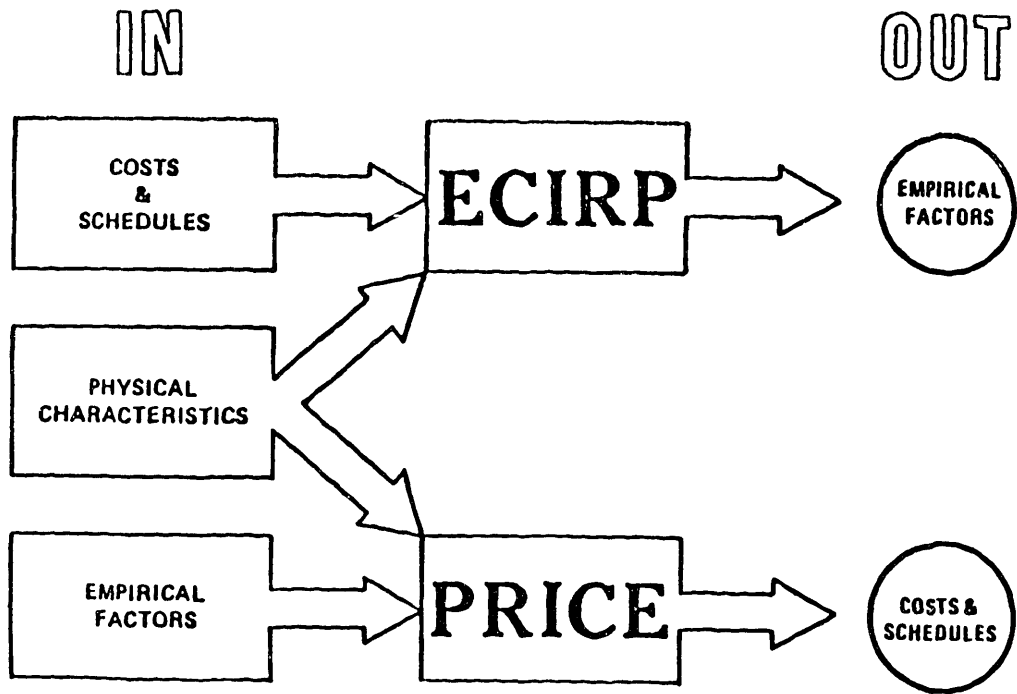 IN
OUT
COSTS
&
SCHEDULES
ECIRP
EMPIRICAL
FACTORS
PHYSICAL
CHARACTERISTICS
EMPIRICAL
FACTORS
PRICE
COSTS &
SCHEDULES